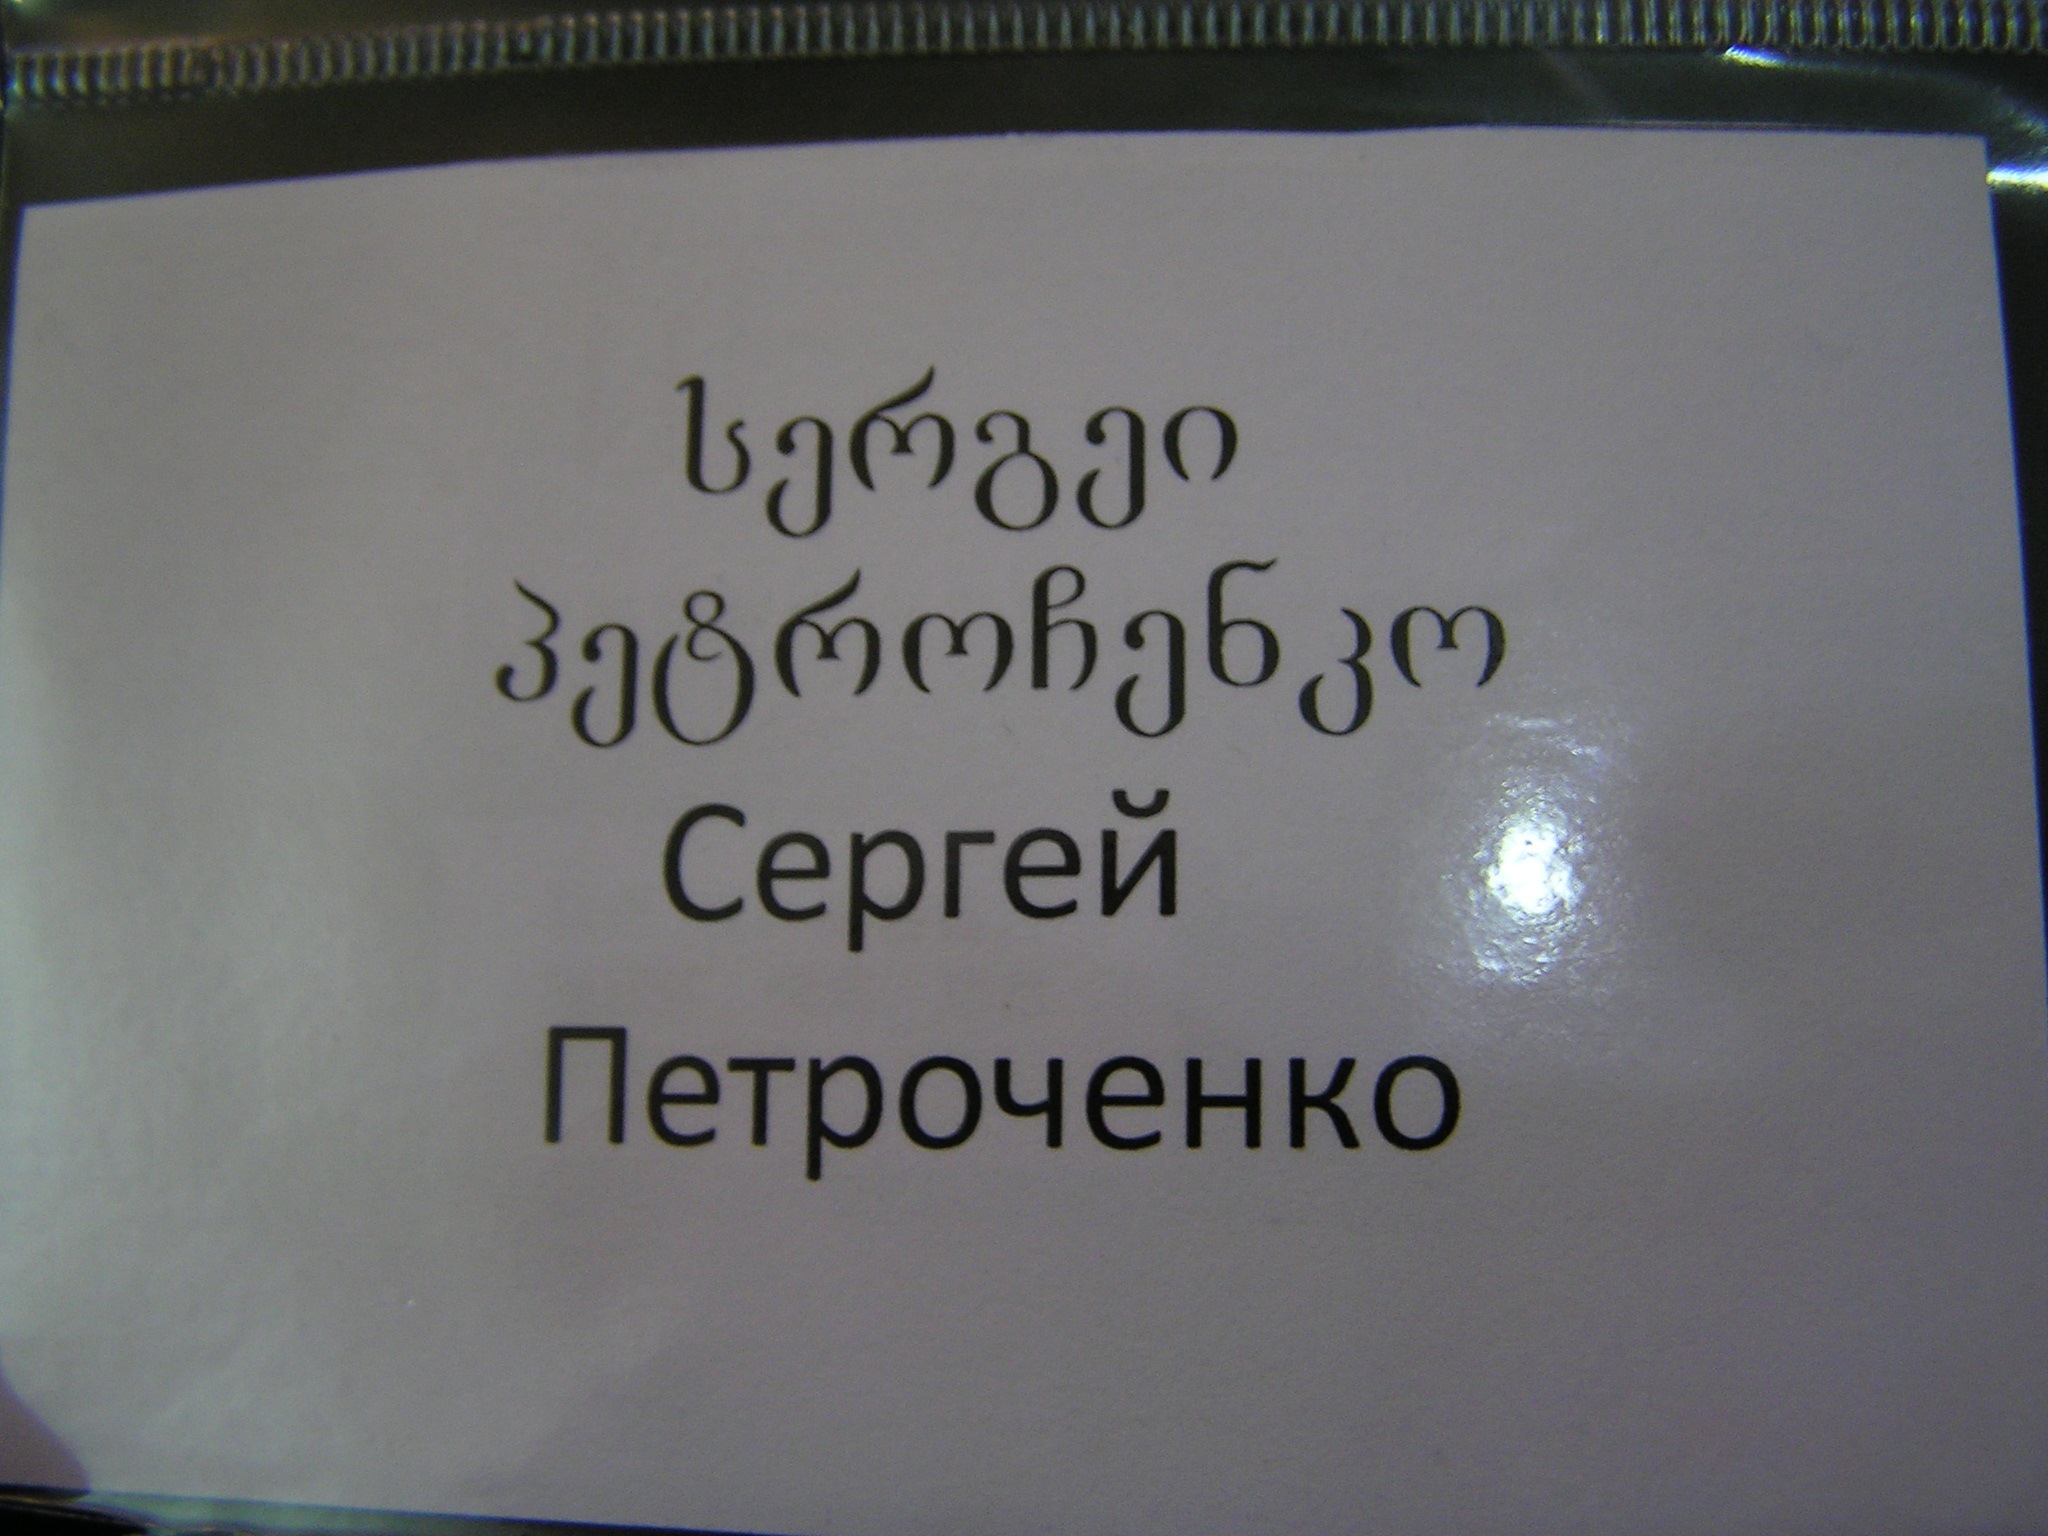 სერგეი
პეტროჩენკო
Сергей
Петроченко